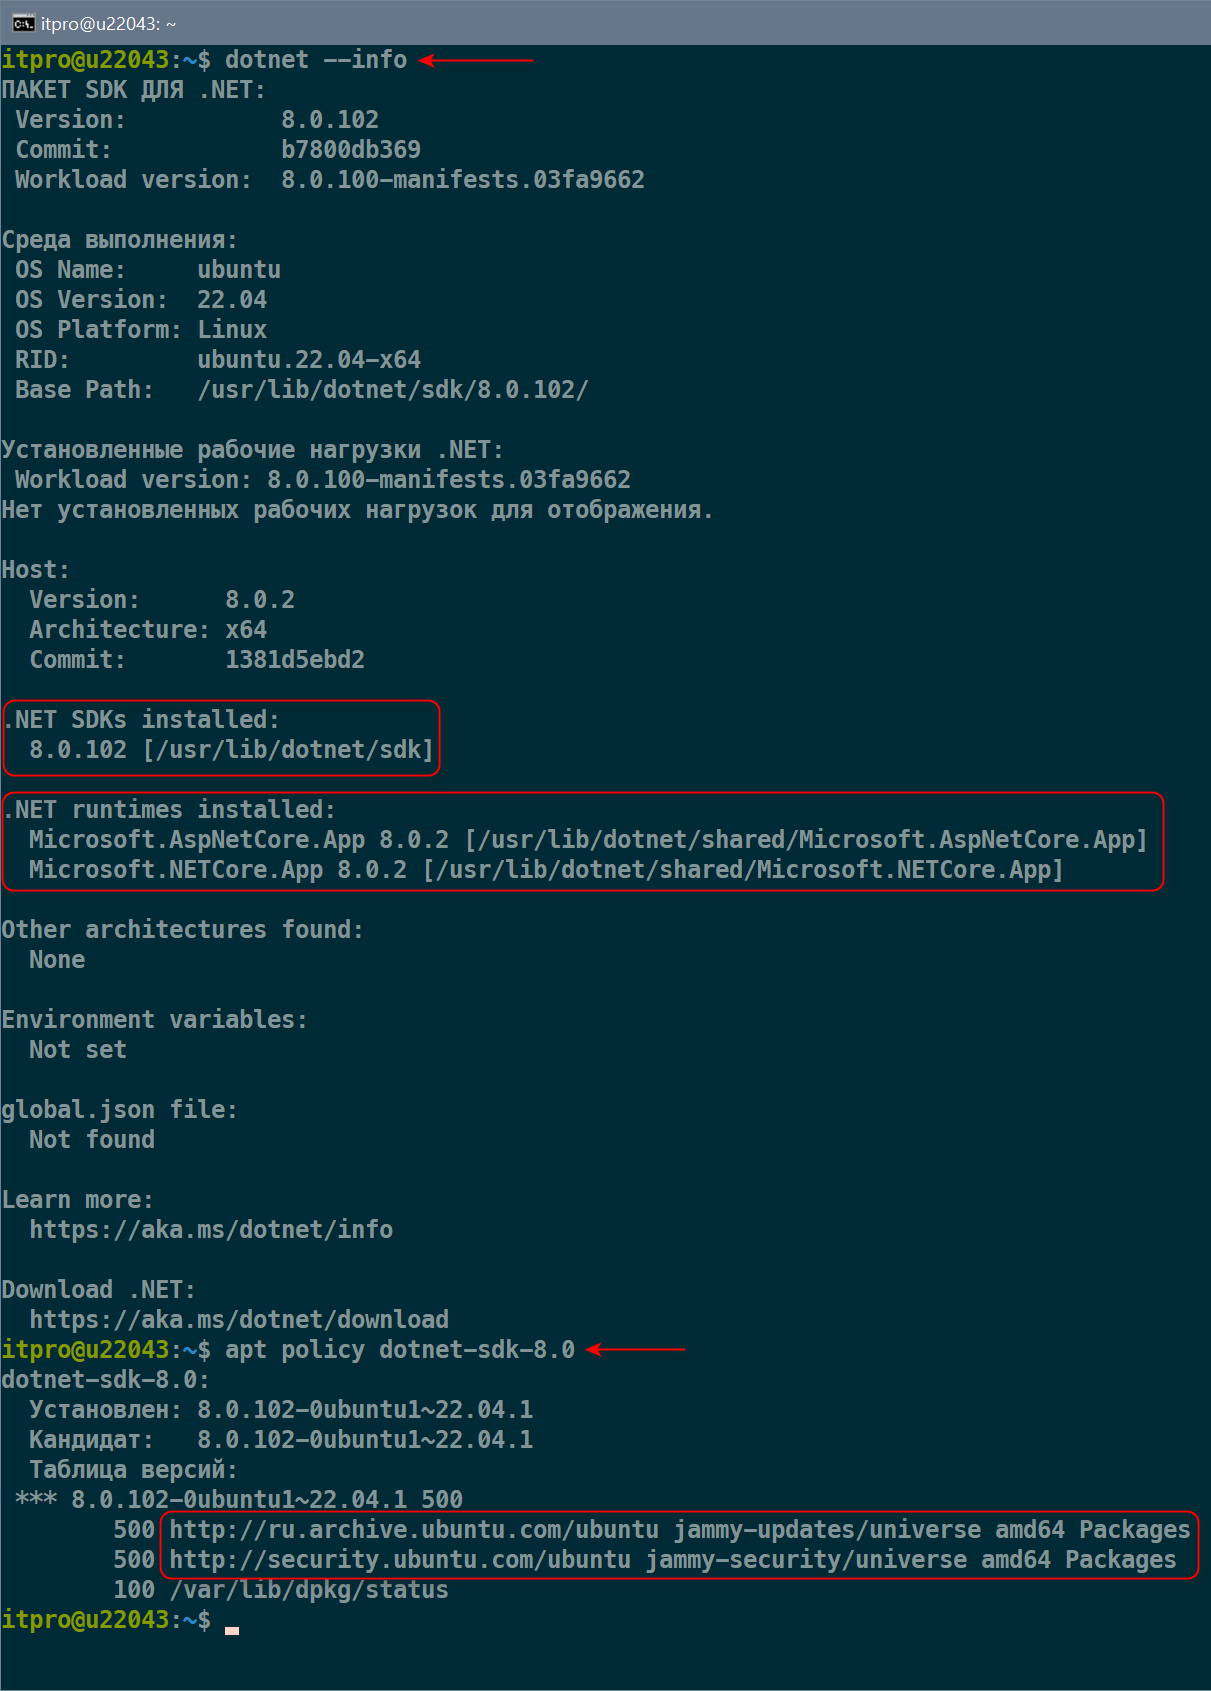 itpro@u22043: ~
itpro@u22043:~$ dotnet --info
ПАКЕТ SDK ДЛЯ .NET:
 Version:           8.0.102
 Commit:            b7800db369
 Workload version:  8.0.100-manifests.03fa9662

Среда выполнения:
 OS Name:     ubuntu
 OS Version:  22.04
 OS Platform: Linux
 RID:         ubuntu.22.04-x64
 Base Path:   /usr/lib/dotnet/sdk/8.0.102/

Установленные рабочие нагрузки .NET:
 Workload version: 8.0.100-manifests.03fa9662
Нет установленных рабочих нагрузок для отображения.

Host:
  Version:      8.0.2
  Architecture: x64
  Commit:       1381d5ebd2

.NET SDKs installed:
  8.0.102 [/usr/lib/dotnet/sdk]

.NET runtimes installed:
  Microsoft.AspNetCore.App 8.0.2 [/usr/lib/dotnet/shared/Microsoft.AspNetCore.App]
  Microsoft.NETCore.App 8.0.2 [/usr/lib/dotnet/shared/Microsoft.NETCore.App]

Other architectures found:
  None

Environment variables:
  Not set

global.json file:
  Not found

Learn more:
  https://aka.ms/dotnet/info

Download .NET:
  https://aka.ms/dotnet/download
itpro@u22043:~$ apt policy dotnet-sdk-8.0
dotnet-sdk-8.0:
  Установлен: 8.0.102-0ubuntu1~22.04.1
  Кандидат:   8.0.102-0ubuntu1~22.04.1
  Таблица версий:
 *** 8.0.102-0ubuntu1~22.04.1 500
        500 http://ru.archive.ubuntu.com/ubuntu jammy-updates/universe amd64 Packages
        500 http://security.ubuntu.com/ubuntu jammy-security/universe amd64 Packages
        100 /var/lib/dpkg/status
itpro@u22043:~$